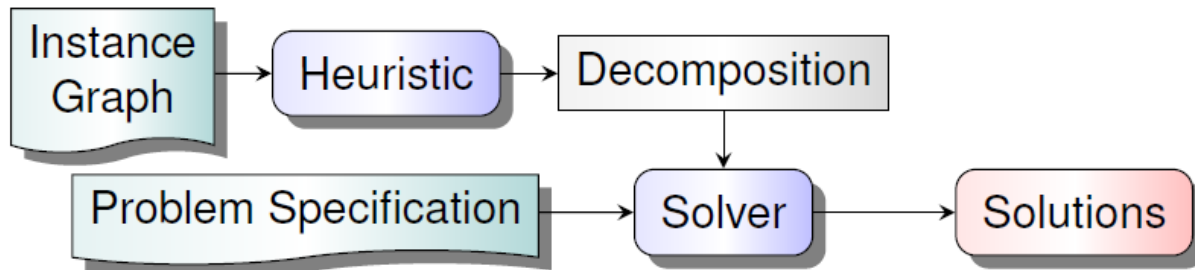 Instance
Graph
Heuristic
Decomposition
Problem Specification
Solver
Solutions